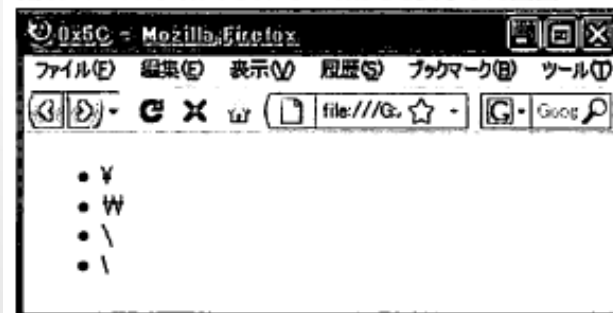 0x5C - Mozilla Firefox
ファイル(F) 編集(E) 表示(V) 履歴(S) ブックマーク(B) ツール(T)
file:///G:/ G Goog
• ¥
• ₩
• \
• \